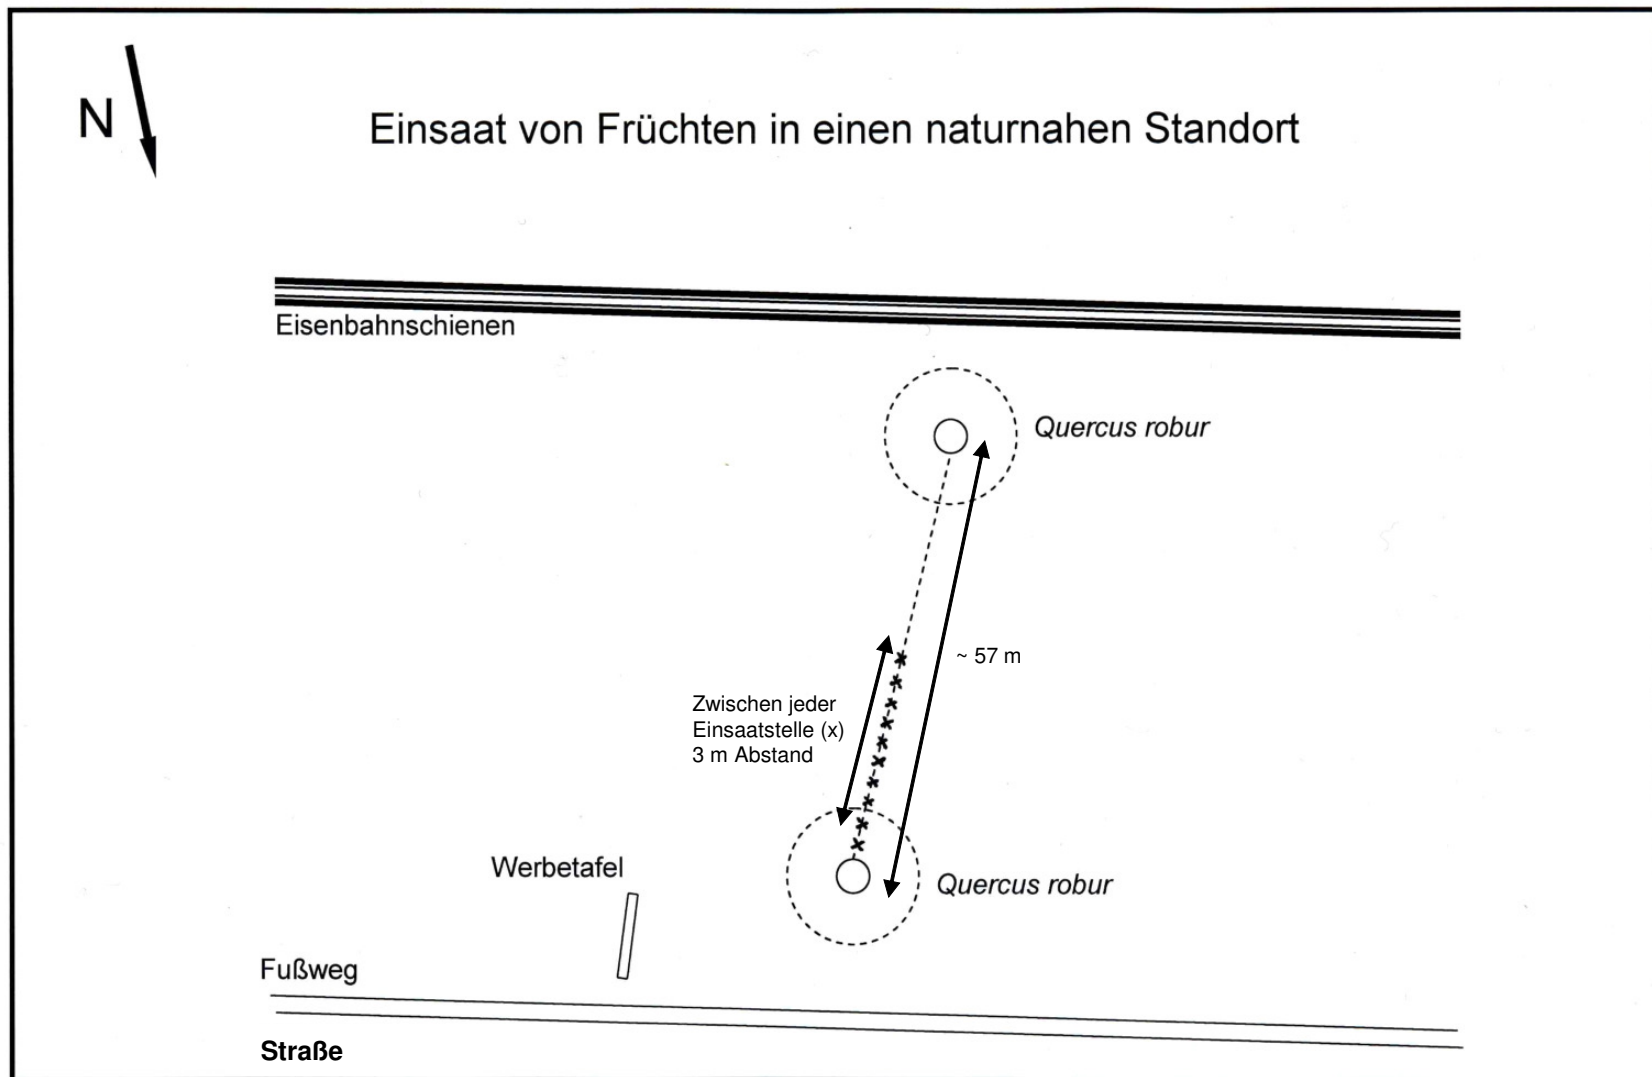 N
Einsaat von Früchten in einen naturnahen Standort
Eisenbahnschienen
Quercus robur
~ 57 m
Zwischen jeder
Einsaatstelle (x)
3 m Abstand
Werbetafel
Quercus robur
Fußweg
Straße